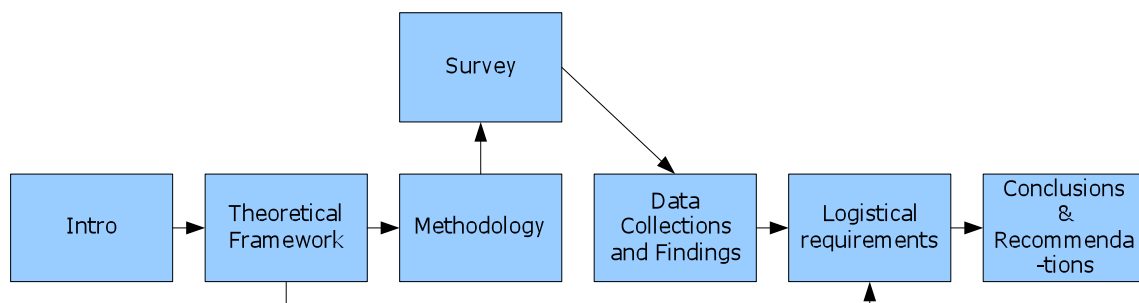 Survey
Intro
Theoretical
Framework
Methodology
Data
Collections
and Findings
Logistical
requirements
Conclusions
&
Recommenda
-tions